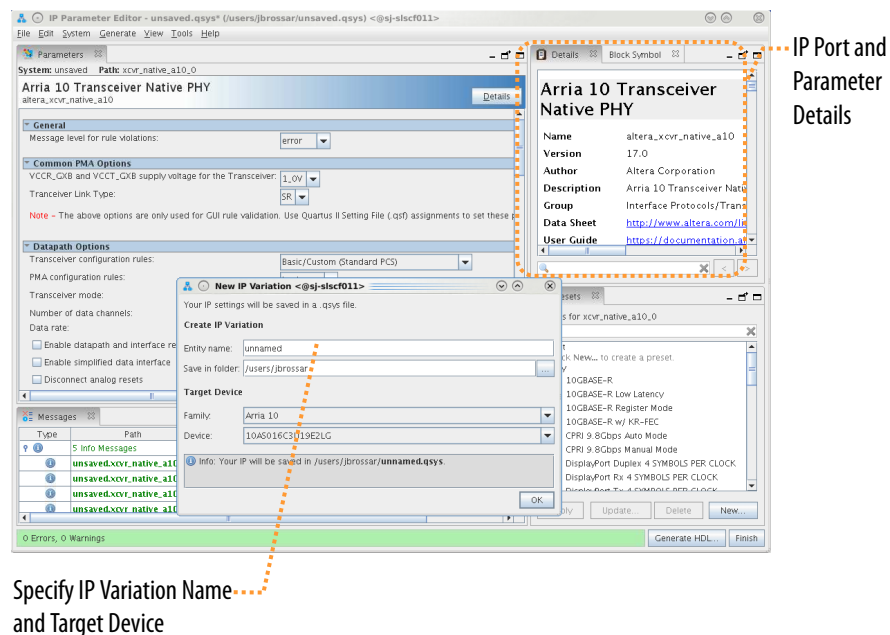 IP Parameter Editor - unsaved.qsys* (/users/jbrossar/unsaved.qsys) <@sj-slscf011>
File Edit System Generate View Tools Help
Parameters
System: unsaved Path: xcvr_native_a10_0
Arria 10 Transceiver Native PHY
altera_xcvr_native_a10
Details
General
Message level for rule violations: error
Common PMA Options
VCCR_GXB and VCCT_GXB supply voltage for the Transceiver: 1_0V
Tranceiver Link Type: SR
Note - The above options are only used for GUI rule validation. Use Quartus II Setting File (.qsf) assignments to set these
Datapath Options
Transceiver configuration rules: Basic/Custom (Standard PCS)
PMA configuration rules:
Transceiver mode:
Number of data channels:
Data rate:
Enable datapath and interface re
Enable simplified data interface
Disconnect analog resets
Messages
Type Path
5 Info Messages
unsaved.xcvr_native_a10
unsaved.xcvr_native_a10
unsaved.xcvr_native_a10
unsaved.xcvr_native_a10
0 Errors, 0 Warnings
Generate HDL... Finish
Details Block Symbol
Arria 10 Transceiver
Native PHY
Name altera_xcvr_native_a10
Version 17.0
Author Altera Corporation
Description Arria 10 Transceiver Nati
Group Interface Protocols/Trans
Data Sheet http://www.altera.com/li
User Guide https://documentation.al
esets
s for xcvr_native_a10_0
ck New... to create a preset.
10GBASE-R
10GBASE-R Low Latency
10GBASE-R Register Mode
10GBASE-R w/ KR-FEC
CPRI 9.8Gbps Auto Mode
CPRI 9.8Gbps Manual Mode
DisplayPort Duplex 4 SYMBOLS PER CLOCK
DisplayPort Rx 4 SYMBOLS PER CLOCK
DisplayPort Tx 4 SYMBOLS PER CLOCK
Update... Delete New...
New IP Variation <@sj-slscf011>
Your IP settings will be saved in a .qsys file.
Create IP Variation
Entity name: unnamed
Save in folder: /users/jbrossar
...
Target Device
Family: Arria 10
Device: 10AS016C3U19E2LG
Info: Your IP will be saved in /users/jbrossar/unnamed.qsys.
OK
IP Port and
Parameter
Details
Specify IP Variation Name
and Target Device